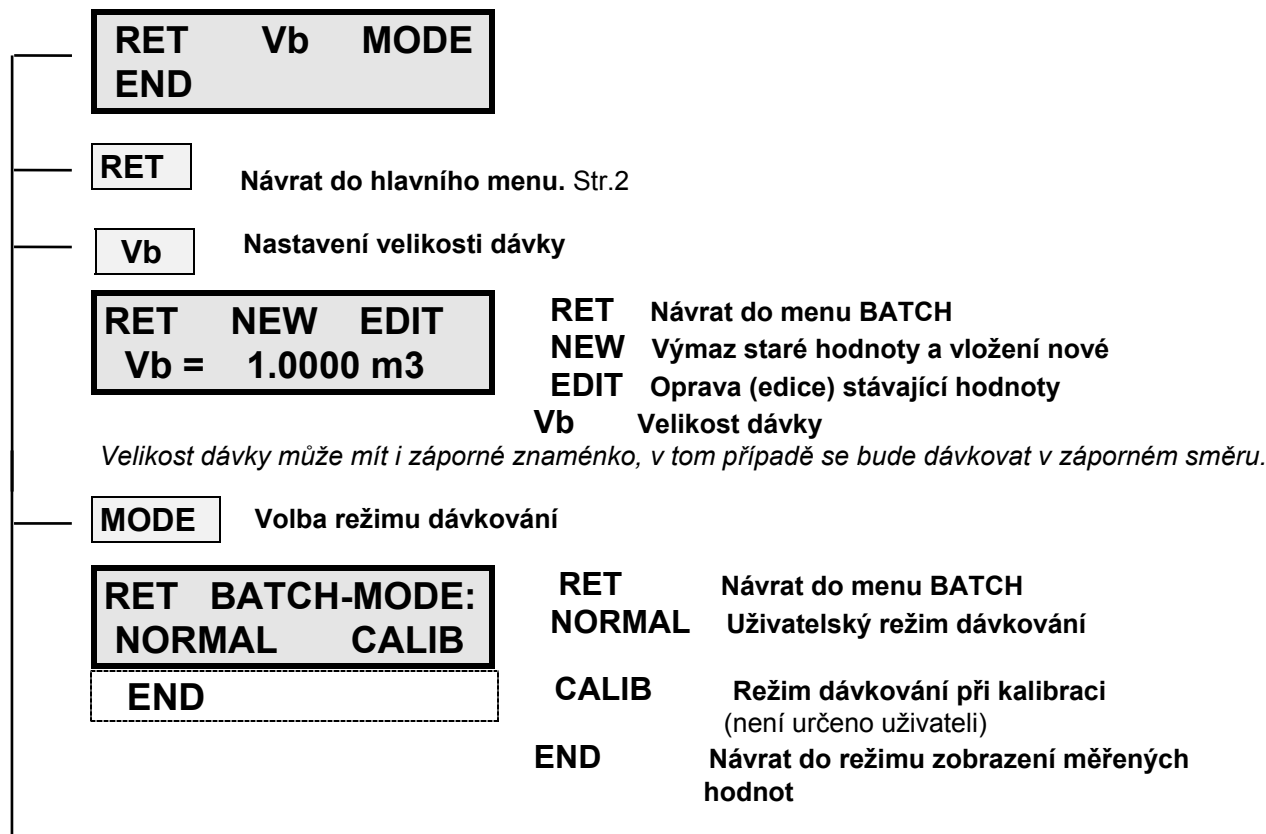 RET Vb MODE
END
RET Návrat do hlavního menu. Str.2
Vb Nastavení velikosti dávky
RET NEW EDIT
Vb = 1.0000 m3
RET Návrat do menu BATCH
NEW Výmaz staré hodnoty a vložení nové
EDIT Oprava (edice) stávající hodnoty
Vb Velikost dávky
Velikost dávky může mít i záporné znaménko, v tom případě se bude dávkovat v záporném směru.
MODE Volba režimu dávkování
RET BATCH-MODE:
NORMAL CALIB
END
RET Návrat do menu BATCH
NORMAL Uživatelský režim dávkování
CALIB Režim dávkování při kalibraci
(není určeno uživateli)
END Návrat do režimu zobrazení měřených
hodnot